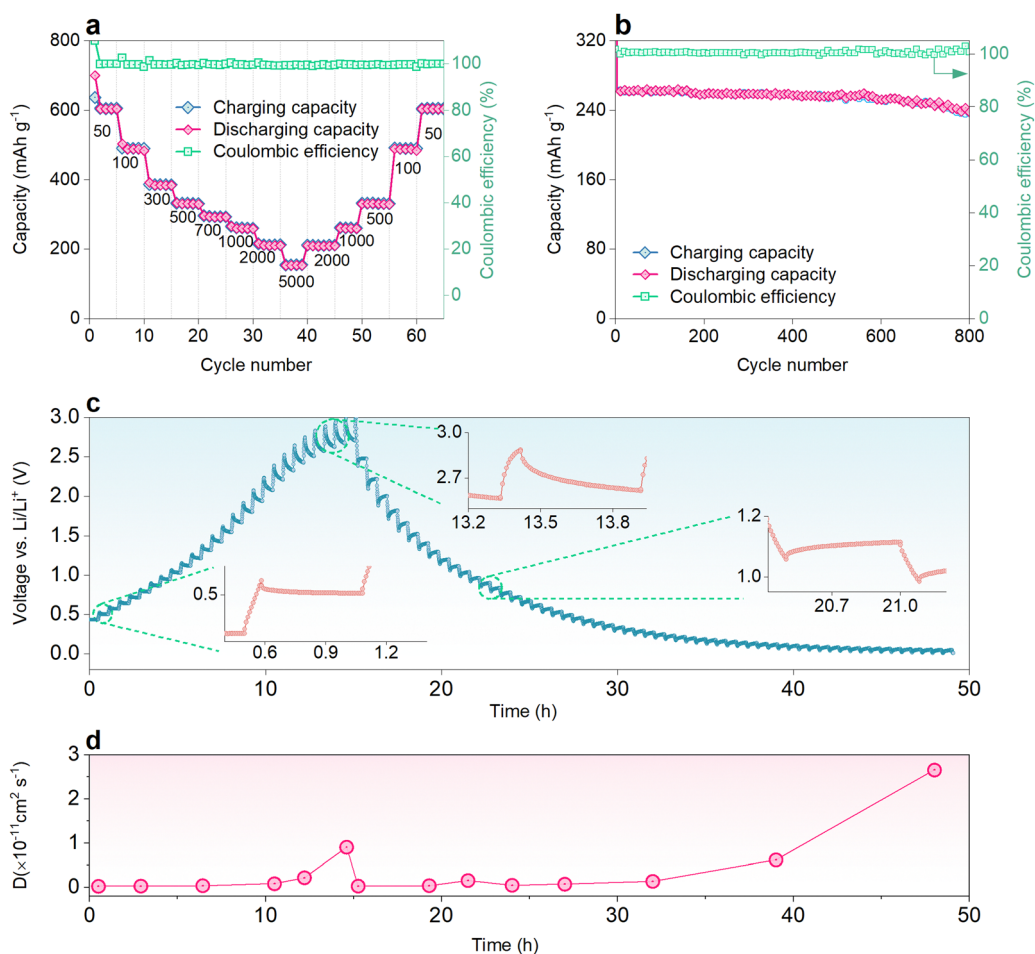 a
800
600
400
200
0
Capacity (mAh g⁻¹)
Charging capacity
Discharging capacity
Coulombic efficiency
50
100
300
500
700
1000
2000
5000
2000
1000
500
100
50
100
80
60
40
20
0
Coulombic efficiency (%)
0 10 20 30 40 50 60
Cycle number
b
320
240
160
80
0
Capacity (mAh g⁻¹)
Charging capacity
Discharging capacity
Coulombic efficiency
100
80
60
40
20
0
Coulombic efficiency (%)
0 200 400 600 800
Cycle number
c
3.0
2.5
2.0
1.5
1.0
0.5
0.0
Voltage vs. Li/Li⁺ (V)
3.0
2.7
13.2 13.5 13.8
1.2
1.0
20.7 21.0
0.5
0.6 0.9 1.2
0 10 20 30 40 50
Time (h)
d
3
2
1
0
D(×10⁻¹¹cm² s⁻¹)
0 10 20 30 40 50
Time (h)